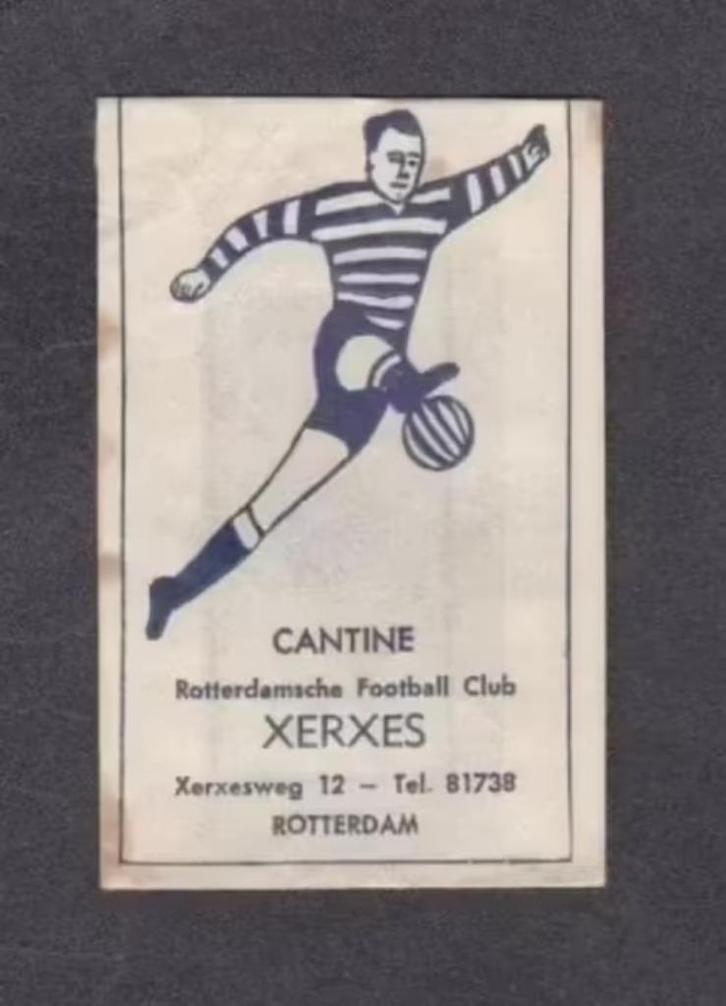 CANTINE
Rotterdamsche Football Club
XERXES
Xerxesweg 12 – Tel. 81738
ROTTERDAM